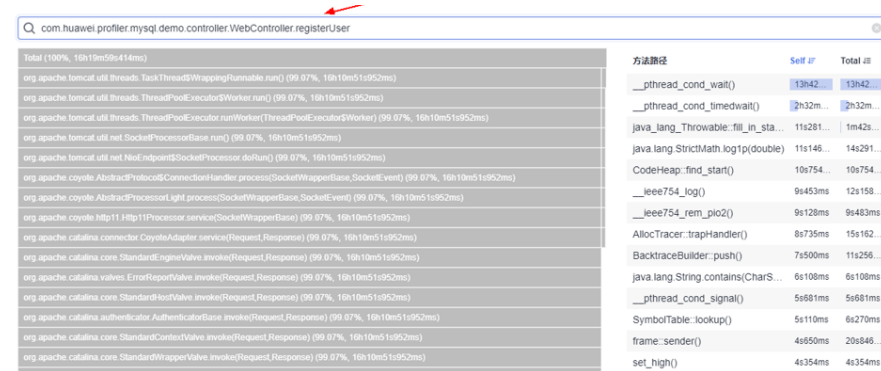 com.huawei.profiler.mysql.demo.controller.WebController.registerUser
Total (100%, 16h19m59s414ms)
org.apache.tomcat.util.threads.TaskThread$WrappingRunnable.run() (99.07%, 16h10m51s952ms)
org.apache.tomcat.util.threads.ThreadPoolExecutor$Worker.run() (99.07%, 16h10m51s952ms)
org.apache.tomcat.util.threads.ThreadPoolExecutor.runWorker(ThreadPoolExecutor$Worker) (99.07%, 16h10m51s952ms)
org.apache.tomcat.util.net.SocketProcessorBase.run() (99.07%, 16h10m51s952ms)
org.apache.tomcat.util.net.NioEndpoint$SocketProcessor.doRun() (99.07%, 16h10m51s952ms)
org.apache.coyote.AbstractProtocol$ConnectionHandler.process(SocketWrapperBase,SocketEvent) (99.07%, 16h10m51s952ms)
org.apache.coyote.AbstractProcessorLight.process(SocketWrapperBase,SocketEvent) (99.07%, 16h10m51s952ms)
org.apache.coyote.http11.Http11Processor.service(SocketWrapperBase) (99.07%, 16h10m51s952ms)
org.apache.catalina.connector.CoyoteAdapter.service(Request,Response) (99.07%, 16h10m51s952ms)
org.apache.catalina.core.StandardEngineValve.invoke(Request,Response) (99.07%, 16h10m51s952ms)
org.apache.catalina.valves.ErrorReportValve.invoke(Request,Response) (99.07%, 16h10m51s952ms)
org.apache.catalina.core.StandardHostValve.invoke(Request,Response) (99.07%, 16h10m51s952ms)
org.apache.catalina.authenticator.AuthenticatorBase.invoke(Request,Response) (99.07%, 16h10m51s952ms)
org.apache.catalina.core.StandardContextValve.invoke(Request,Response) (99.07%, 16h10m51s952ms)
org.apache.catalina.core.StandardWrapperValve.invoke(Request,Response) (99.07%, 16h10m51s952ms)
方法路径 Self Total
__pthread_cond_wait() 13h42... 13h42...
__pthread_cond_timedwait() 2h32m... 2h32m...
java_lang_Throwable::fill_in_sta... 11s281... 1m42s...
java.lang.StrictMath.log1p(double) 11s146... 14s291...
CodeHeap::find_start() 10s754... 10s754...
__ieee754_log() 9s453ms 12s158...
__ieee754_rem_pio2() 9s128ms 9s483ms
AllocTracer::trapHandler() 8s735ms 15s162...
BacktraceBuilder::push() 7s500ms 11s256...
java.lang.String.contains(CharS... 6s108ms 6s108ms
__pthread_cond_signal() 5s681ms 5s681ms
SymbolTable::lookup() 5s110ms 6s270ms
frame::sender() 4s650ms 20s846...
set_high() 4s354ms 4s354ms